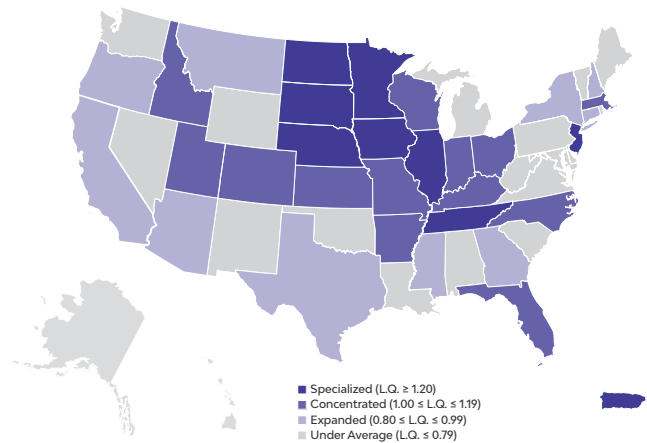 Specialized (L.Q. ≥ 1.20)
Concentrated (1.00 ≤ L.Q. ≤ 1.19)
Expanded (0.80 ≤ L.Q. ≤ 0.99)
Under Average (L.Q. ≤ 0.79)